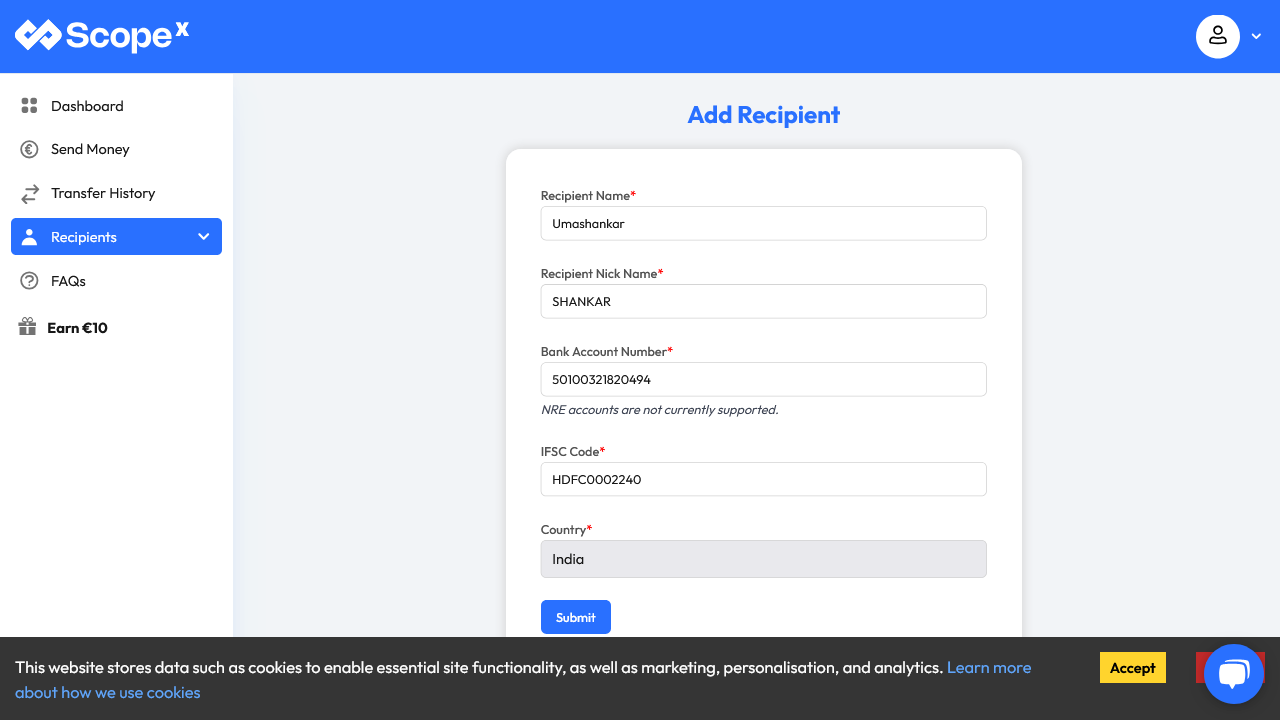 Scope x
Dashboard
Send Money
Transfer History
Recipients
FAQs
Earn €10
Add Recipient
Recipient Name*
Umashankar
Recipient Nick Name*
SHANKAR
Bank Account Number*
50100321820494
NRE accounts are not currently supported.
IFSC Code*
HDFC0002240
Country*
India
Submit
This website stores data such as cookies to enable essential site functionality, as well as marketing, personalisation, and analytics. Learn more
about how we use cookies
Accept